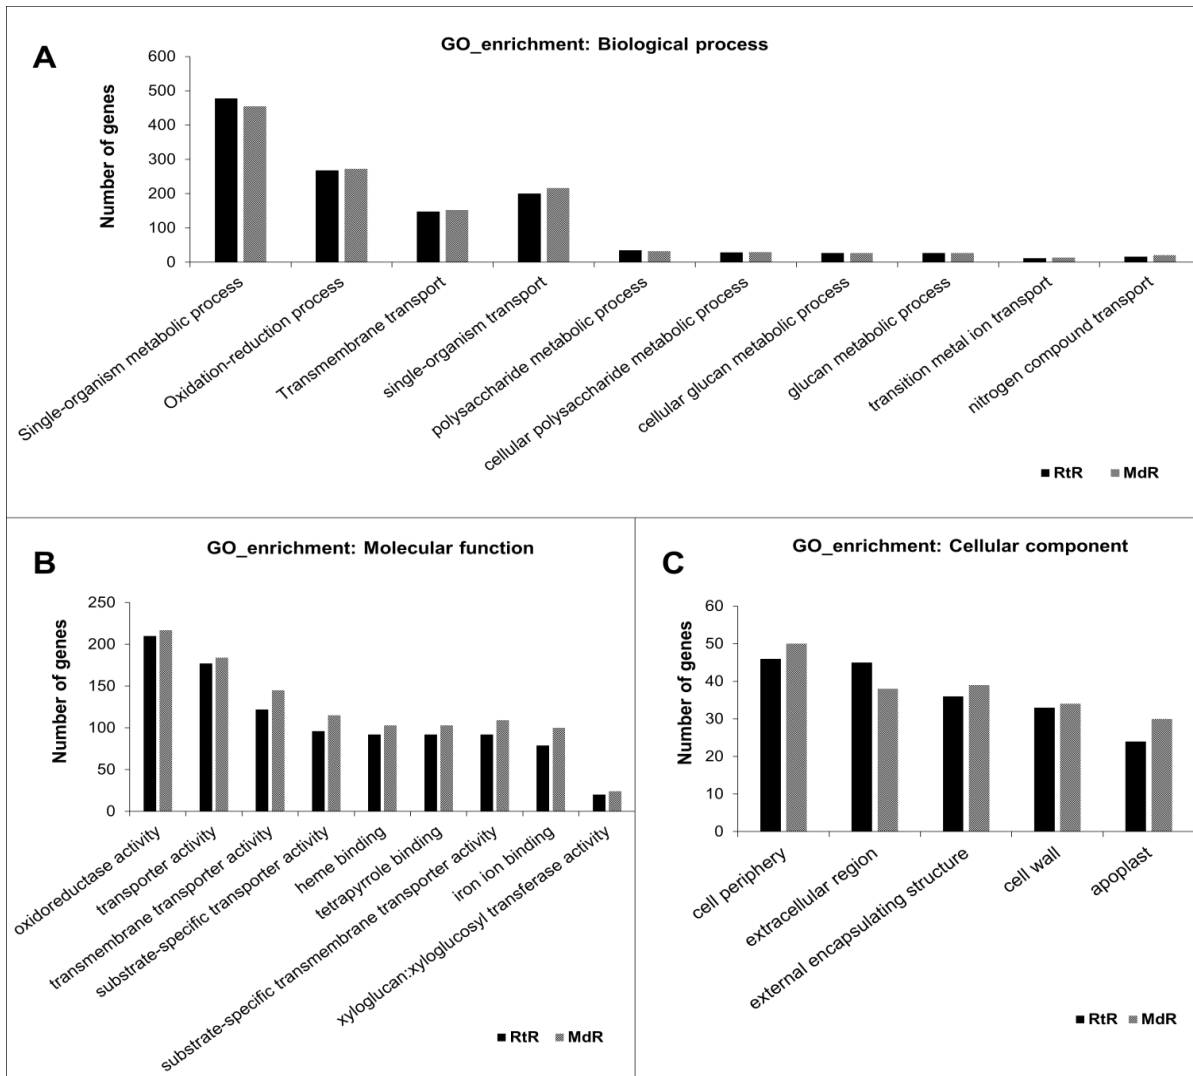 A
GO_enrichment: Biological process
Number of genes
600
500
400
300
200
100
0
Single-organism metabolic process
Oxidation-reduction process
Transmembrane transport
single-organism transport
polysaccharide metabolic process
cellular polysaccharide metabolic process
cellular glucan metabolic process
glucan metabolic process
transition metal ion transport
nitrogen compound transport
RtR MdR
B
GO_enrichment: Molecular function
Number of genes
250
200
150
100
50
0
oxidoreductase activity
transporter activity
transmembrane transporter activity
substrate-specific transporter activity
heme binding
tetrapyrrole binding
substrate-specific transmembrane transporter activity
iron ion binding
xyloglucan:xyloglucosyl transferase activity
RtR MdR
C
GO_enrichment: Cellular component
Number of genes
60
50
40
30
20
10
0
cell periphery
extracellular region
external encapsulating structure
cell wall
apoplast
RtR MdR